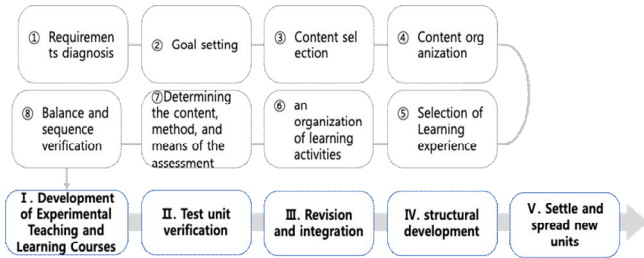 ① Requiremen
ts diagnosis
② Goal setting
③ Content sel
ection
④ Content org
anization
⑧ Balance and
sequence
verification
⑦Determining
the content,
method, and
means of the
assessment
⑥ an
organization
of learning
activities
⑤ Selection of
Learning
experience
Ⅰ. Development
of Experimental
Teaching and
Learning Courses
Ⅱ. Test unit
verification
Ⅲ. Revision
and integration
Ⅳ. structural
development
Ⅴ. Settle and
spread new
units